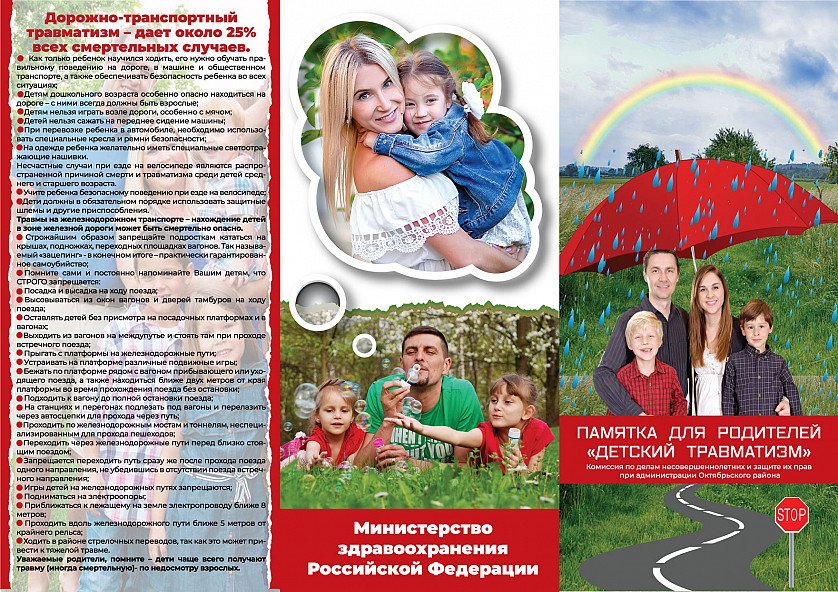 Дорожно-транспортный
травматизм – дает около 25%
всех смертельных случаев.
● Как только ребенок научился ходить, его нужно обучать пра-
вильному поведению на дороге, в машине и общественном
транспорте, а также обеспечивать безопасность ребенка во всех
ситуациях;
●Детям дошкольного возраста особенно опасно находиться на
дороге – с ними всегда должны быть взрослые;
●Детям нельзя играть возле дороги, особенно с мячом;
●Детей нельзя сажать на переднее сидение машины;
●При перевозке ребенка в автомобиле, необходимо использо-
вать специальные кресла и ремни безопасности;
●На одежде ребенка желательно иметь специальные светоотра-
жающие нашивки.
Несчастные случаи при езде на велосипеде являются распро-
страненной причиной смерти и травматизма среди детей сред-
него и старшего возраста.
●Учите ребенка безопасному поведению при езде на велосипеде;
●Дети должны в обязательном порядке использовать защитные
шлемы и другие приспособления.
Травмы на железнодорожном транспорте – нахождение детей
в зоне железной дороги может быть смертельно опасно.
● Строжайшим образом запрещайте подросткам кататься на
крышах, подножках, переходных площадках вагонов. Так называ-
емый «зацепинг» - в конечном итоге – практически гарантирован-
ное самоубийство;
● Помните сами и постоянно напоминайте Вашим детям, что
СТРОГО запрещается:
● Посадка и высадка на ходу поезда;
● Высовываться из окон вагонов и дверей тамбуров на ходу
поезда;
●Оставлять детей без присмотра на посадочных платформах и в
вагонах;
●Выходить из вагона на междупутье и стоять там при проходе
встречного поезда;
● Прыгать с платформы на железнодорожные пути;
● Устраивать на платформе различные подвижные игры;
● Бежать по платформе рядом с вагоном прибывающего или ухо-
дящего поезда, а также находиться ближе двух метров от края
платформы во время прохождения поезда без остановки;
● Подходить к вагону до полной остановки поезда;
● На станциях и перегонах подлезать под вагоны и перелазить
через автосцепки для прохода через путь;
●Проходить по железнодорожным мостам и тоннелям, неспеци-
ализированным для прохода пешеходов;
● Переходить через железнодорожные пути перед близко стоя-
щим поездом;
● Запрещается переходить путь сразу же после прохода поезда
одного направления, не убедившись в отсутствии поезда встреч-
ного направления;
● Игры детей на железнодорожных путях запрещаются;
● Подниматься на электроопоры;
● Приближаться к лежащему на земле электропроводу ближе 8
метров;
● Проходить вдоль железнодорожного пути ближе 5 метров от
крайнего рельса;
●Ходить в районе стрелочных переводов, так как это может при-
вести к тяжелой травме.
Уважаемые родители, помните – дети чаще всего получают
травму (иногда смертельную)- по недосмотру взрослых.
Министерство
здравоохранения
Российской Федерации
ПАМЯТКА ДЛЯ РОДИТЕЛЕЙ
«ДЕТСКИЙ ТРАВМАТИЗМ»
Комиссия по делам несовершеннолетних и защите их прав
при администрации Октябрьского района
STOP